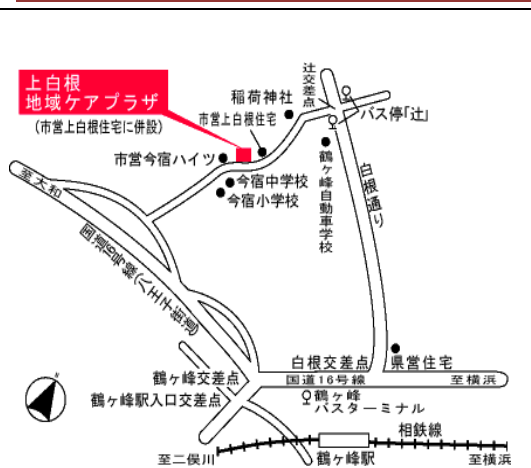 上白根
地域ケアプラザ
(市営上白根住宅に併設)
辻交差点
稲荷神社
市営上白根住宅
バス停「辻」
市営今宿ハイツ
今宿中学校
今宿小学校
鶴ヶ峰自動車学校
白根通り
至大和
国道16号線(八王子街道)
白根交差点
県営住宅
鶴ヶ峰交差点
国道16号線
至横浜
鶴ヶ峰駅入口交差点
鶴ヶ峰
バスターミナル
相鉄線
至二俣川
鶴ヶ峰駅
至横浜
N